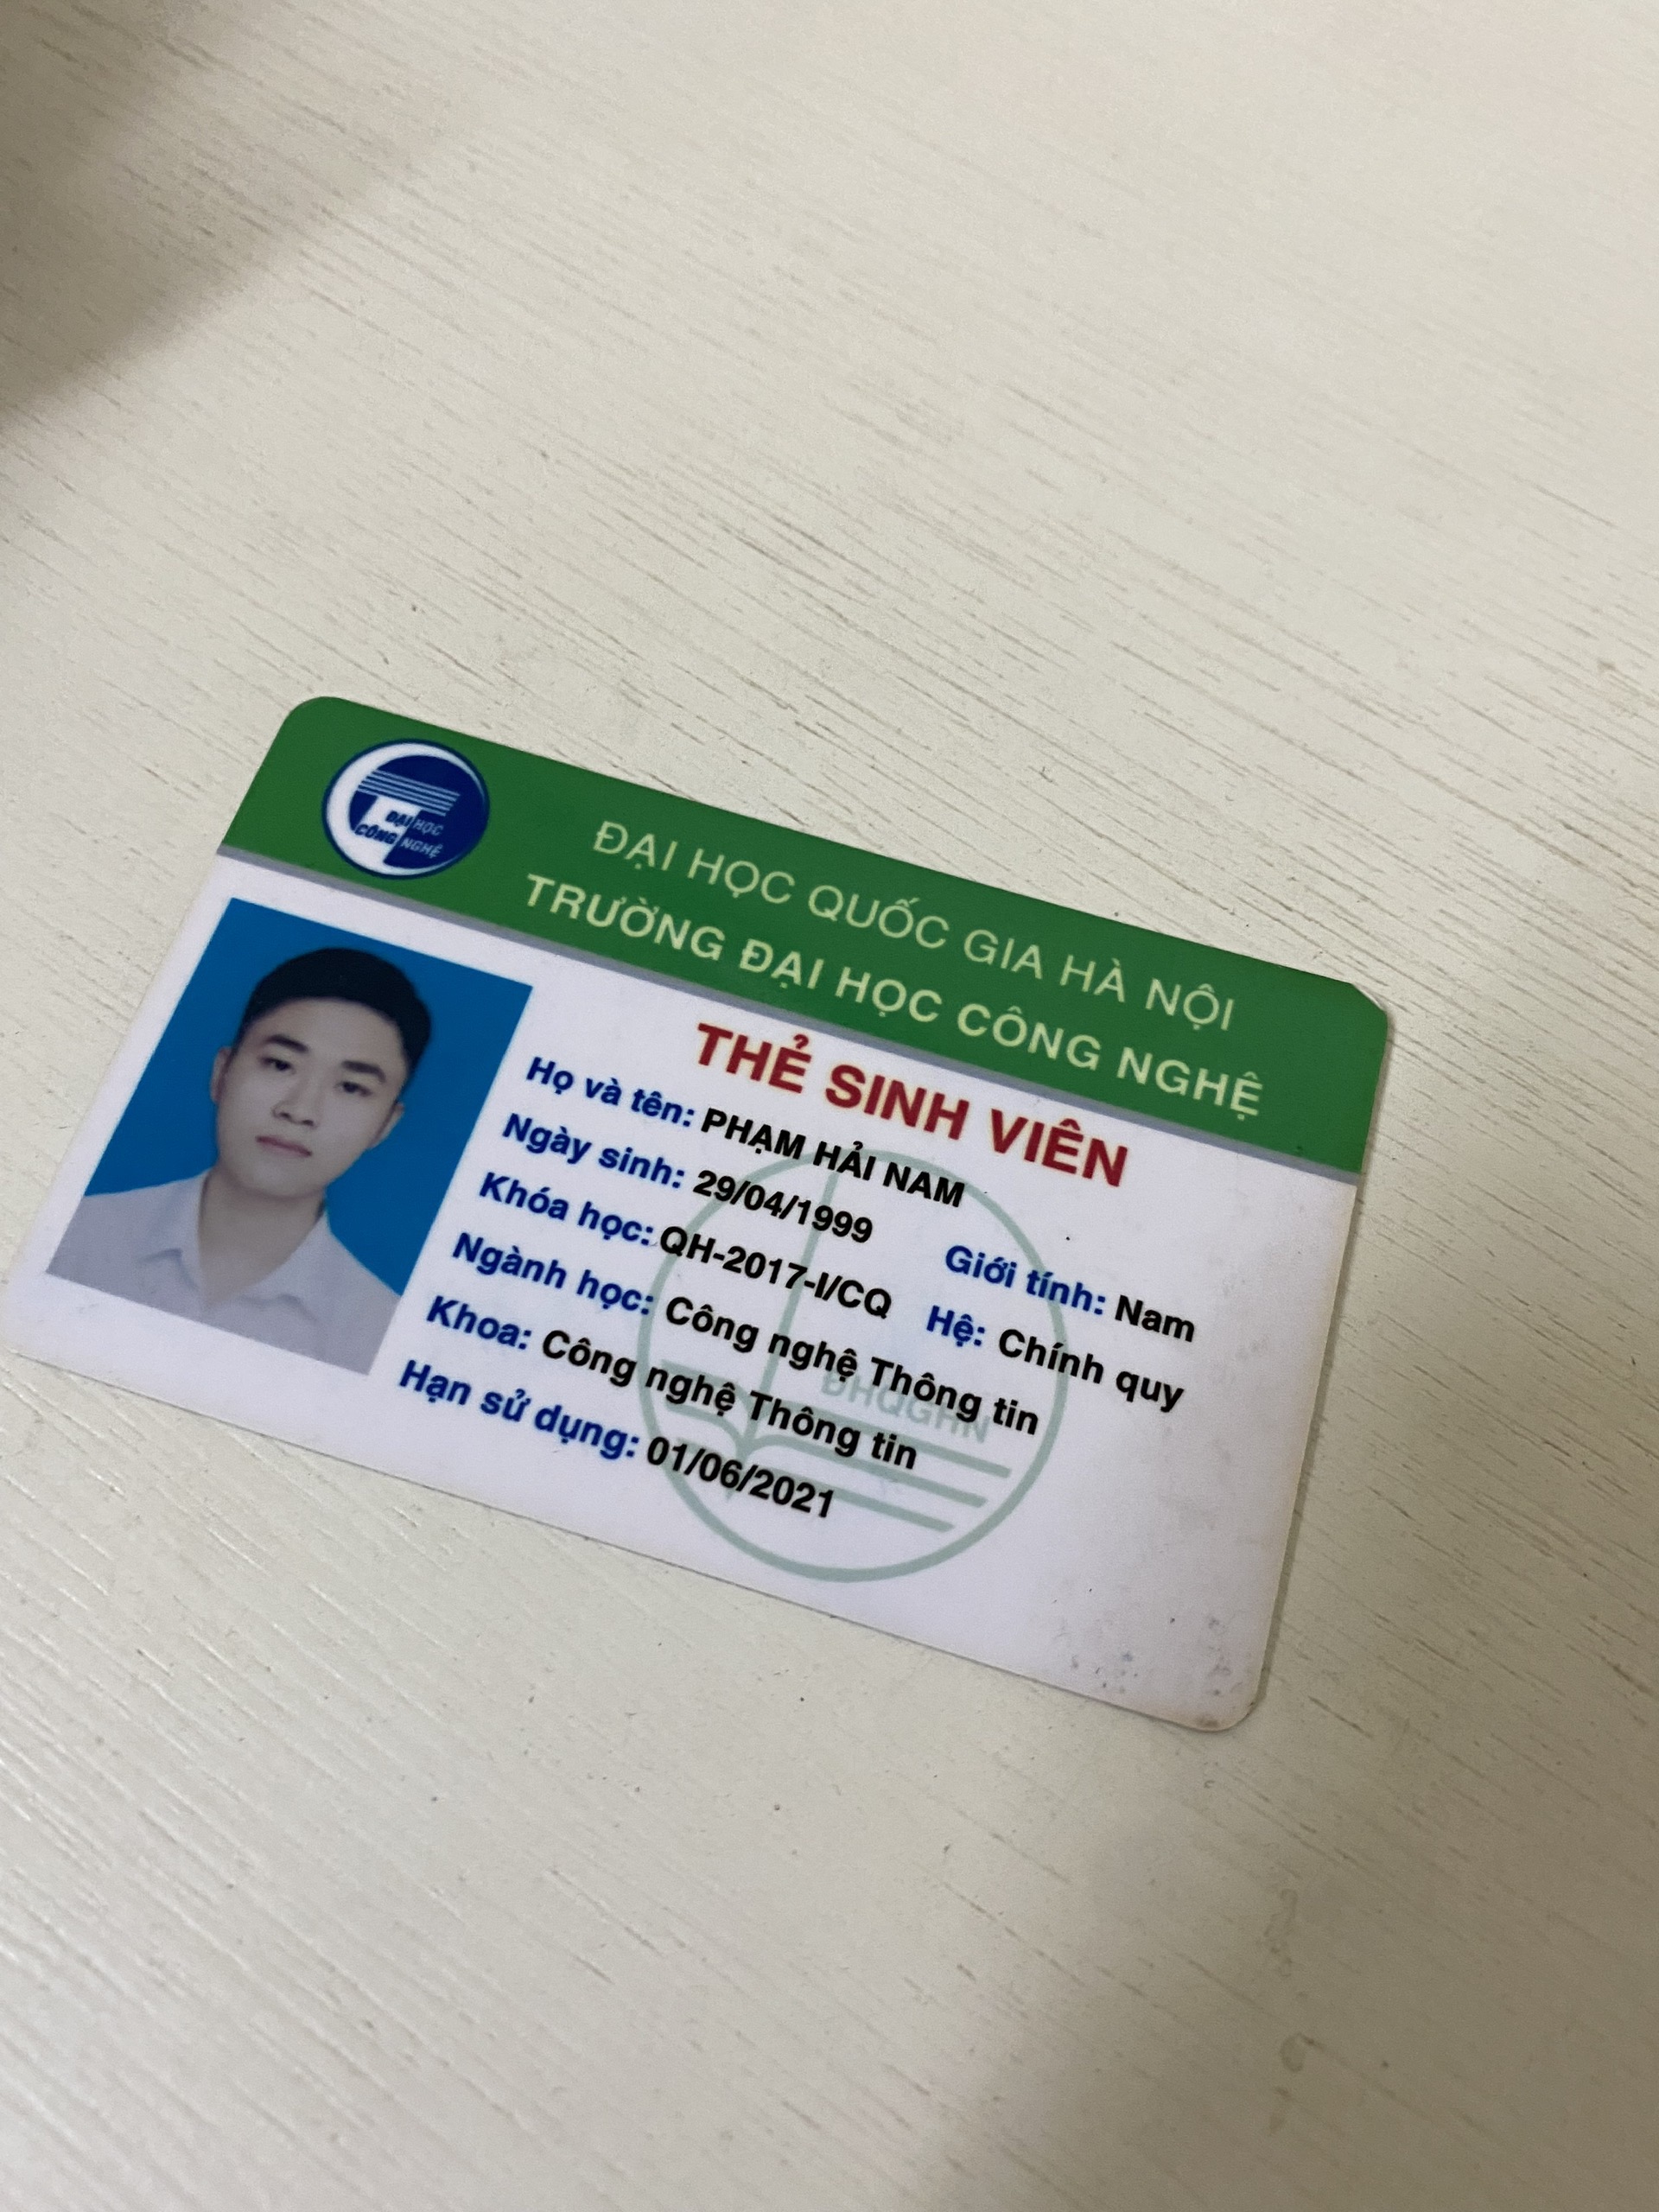 ĐẠI HỌC
CÔNG NGHỆ
ĐẠI HỌC QUỐC GIA HÀ NỘI
TRƯỜNG ĐẠI HỌC CÔNG NGHỆ
THẺ SINH VIÊN
Họ và tên: PHẠM HẢI NAM
Ngày sinh: 29/04/1999 Giới tính: Nam
Khóa học: QH-2017-I/CQ Hệ: Chính quy
Ngành học: Công nghệ Thông tin
Khoa: Công nghệ Thông tin
Hạn sử dụng: 01/06/2021
ĐHQGHN